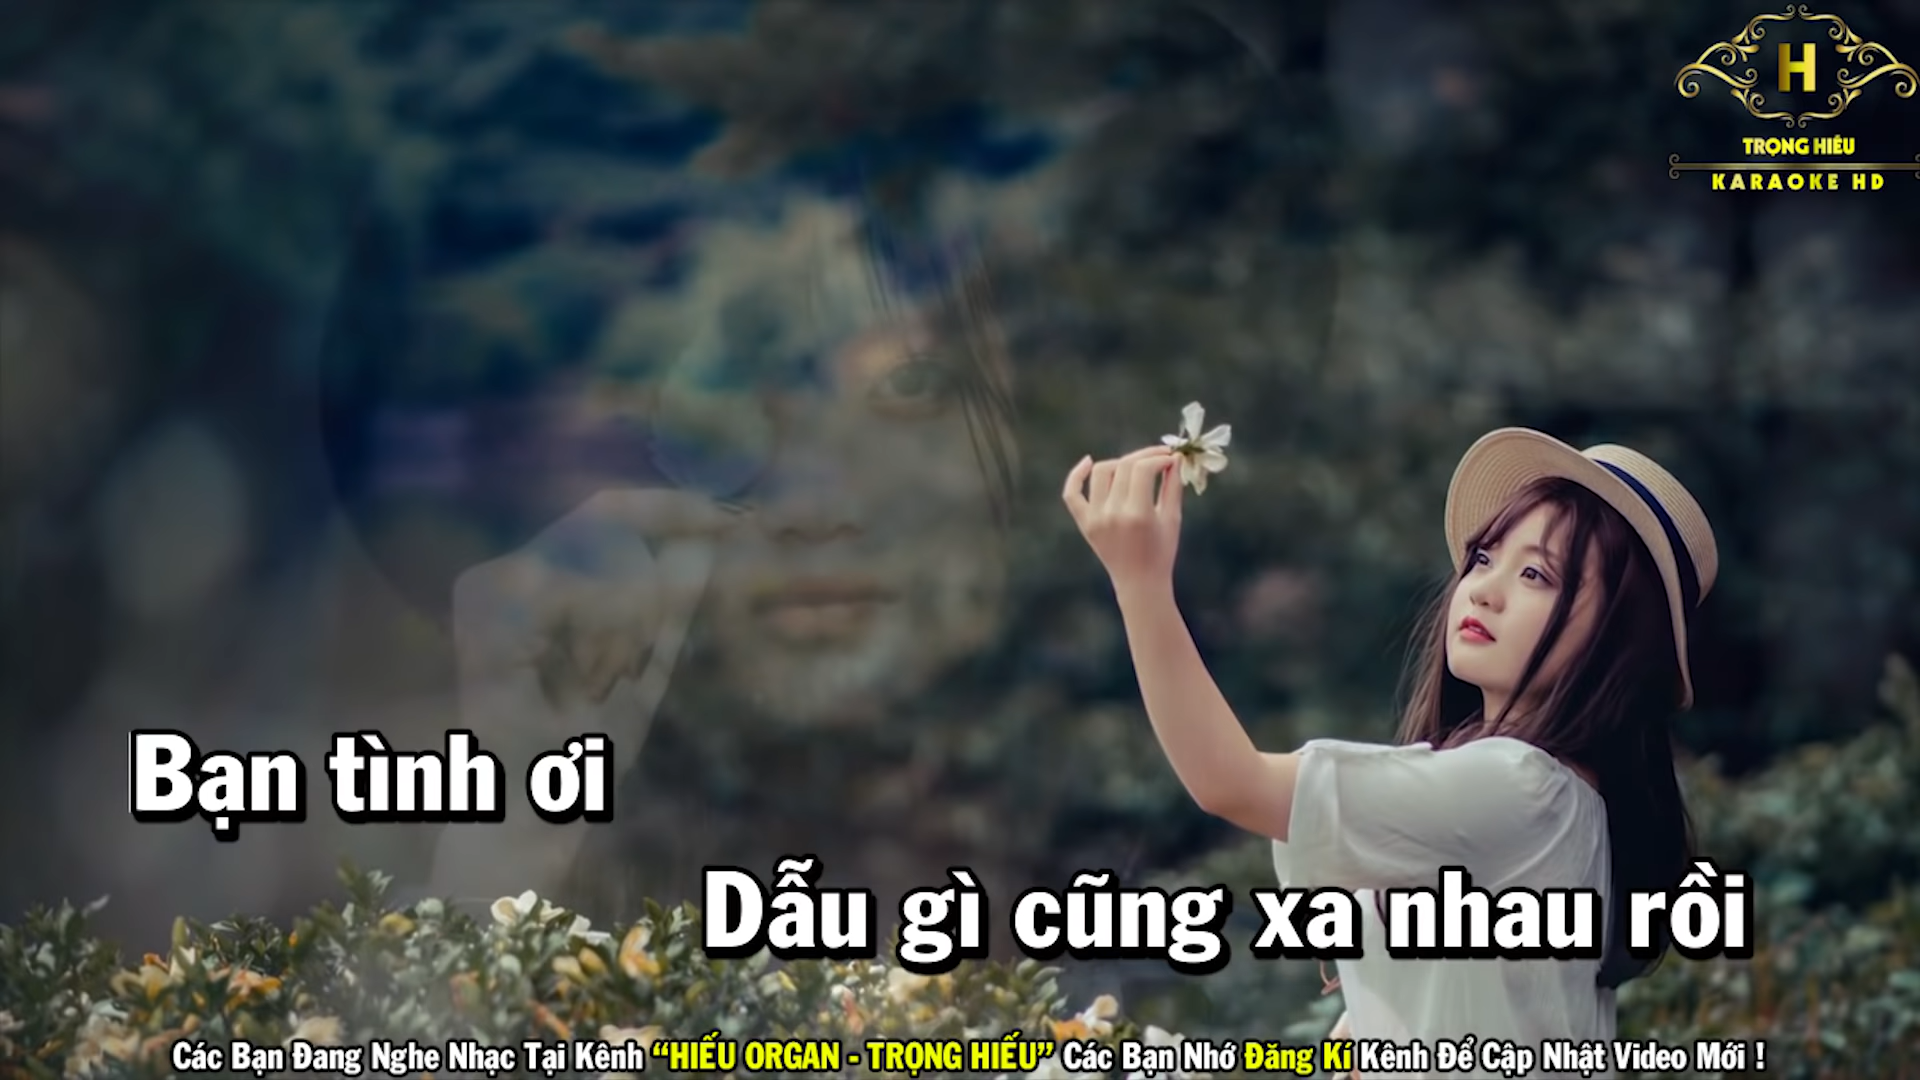 H
TRỌNG HIẾU
KARAOKE HD
Bạn tình ơi
Dẫu gì cũng xa nhau rồi
Các Bạn Đang Nghe Nhạc Tại Kênh “HIẾU ORGAN - TRỌNG HIẾU” Các Bạn Nhớ Đăng Kí Kênh Để Cập Nhật Video Mới !